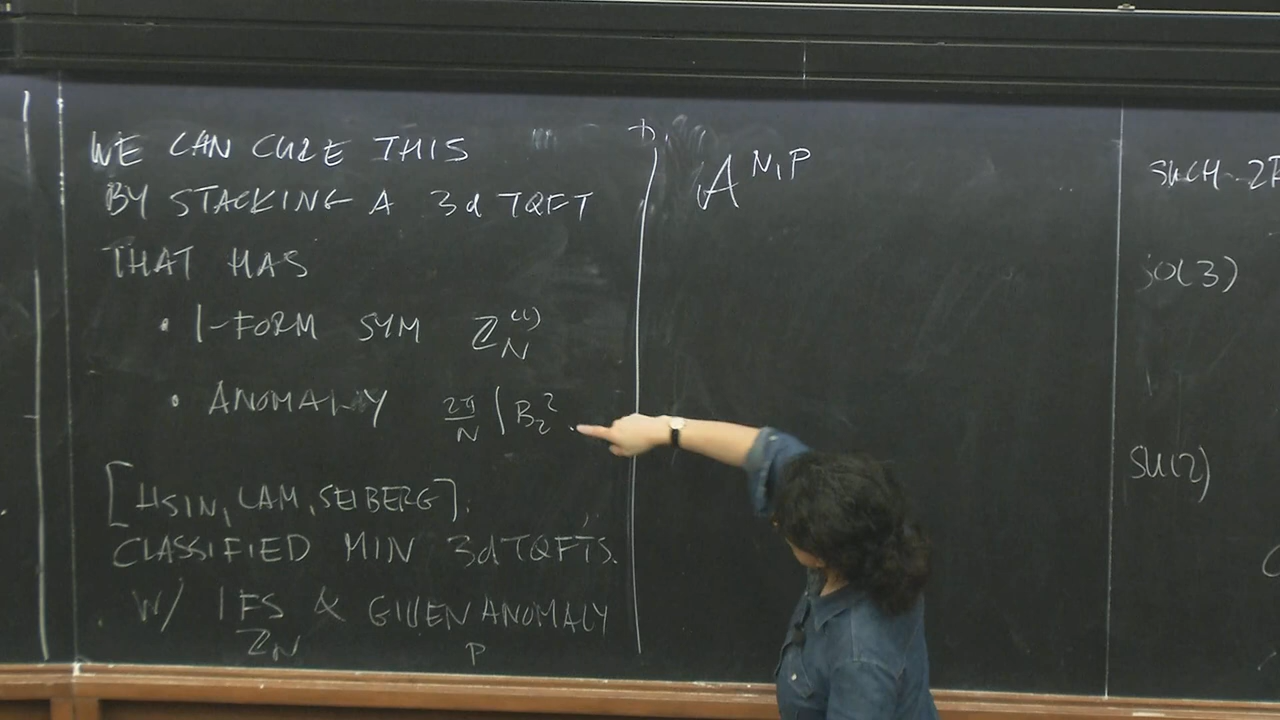 WE CAN CURE THIS
BY STACKING A 3d TQFT
THAT HAS
• 1-FORM SYM ℤ_N^(1)
• ANOMALY 2π/N ∫ B_2^2
[HSIN, LAM, SEIBERG].
CLASSIFIED MIN 3d TQFTS.
W/ 1FS & GIVEN ANOMALY
ℤ_N P
A^{N,P}
SUCH
SO(3)
SU(2)